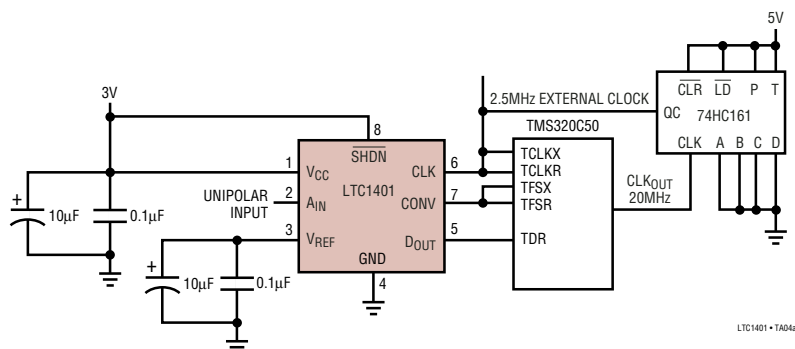 5V
3V
CLR LD P T
2.5MHz EXTERNAL CLOCK
QC 74HC161
TMS320C50
8
SHDN
CLK A B C D
1 VCC CLK 6 TCLKX
TCLKR
UNIPOLAR INPUT
2 AIN LTC1401 CONV 7 TFSX
TFSR
CLKOUT
20MHz
10µF 0.1µF
3 VREF DOUT 5 TDR
GND
4
10µF 0.1µF
+
+
LTC1401 • TA04a